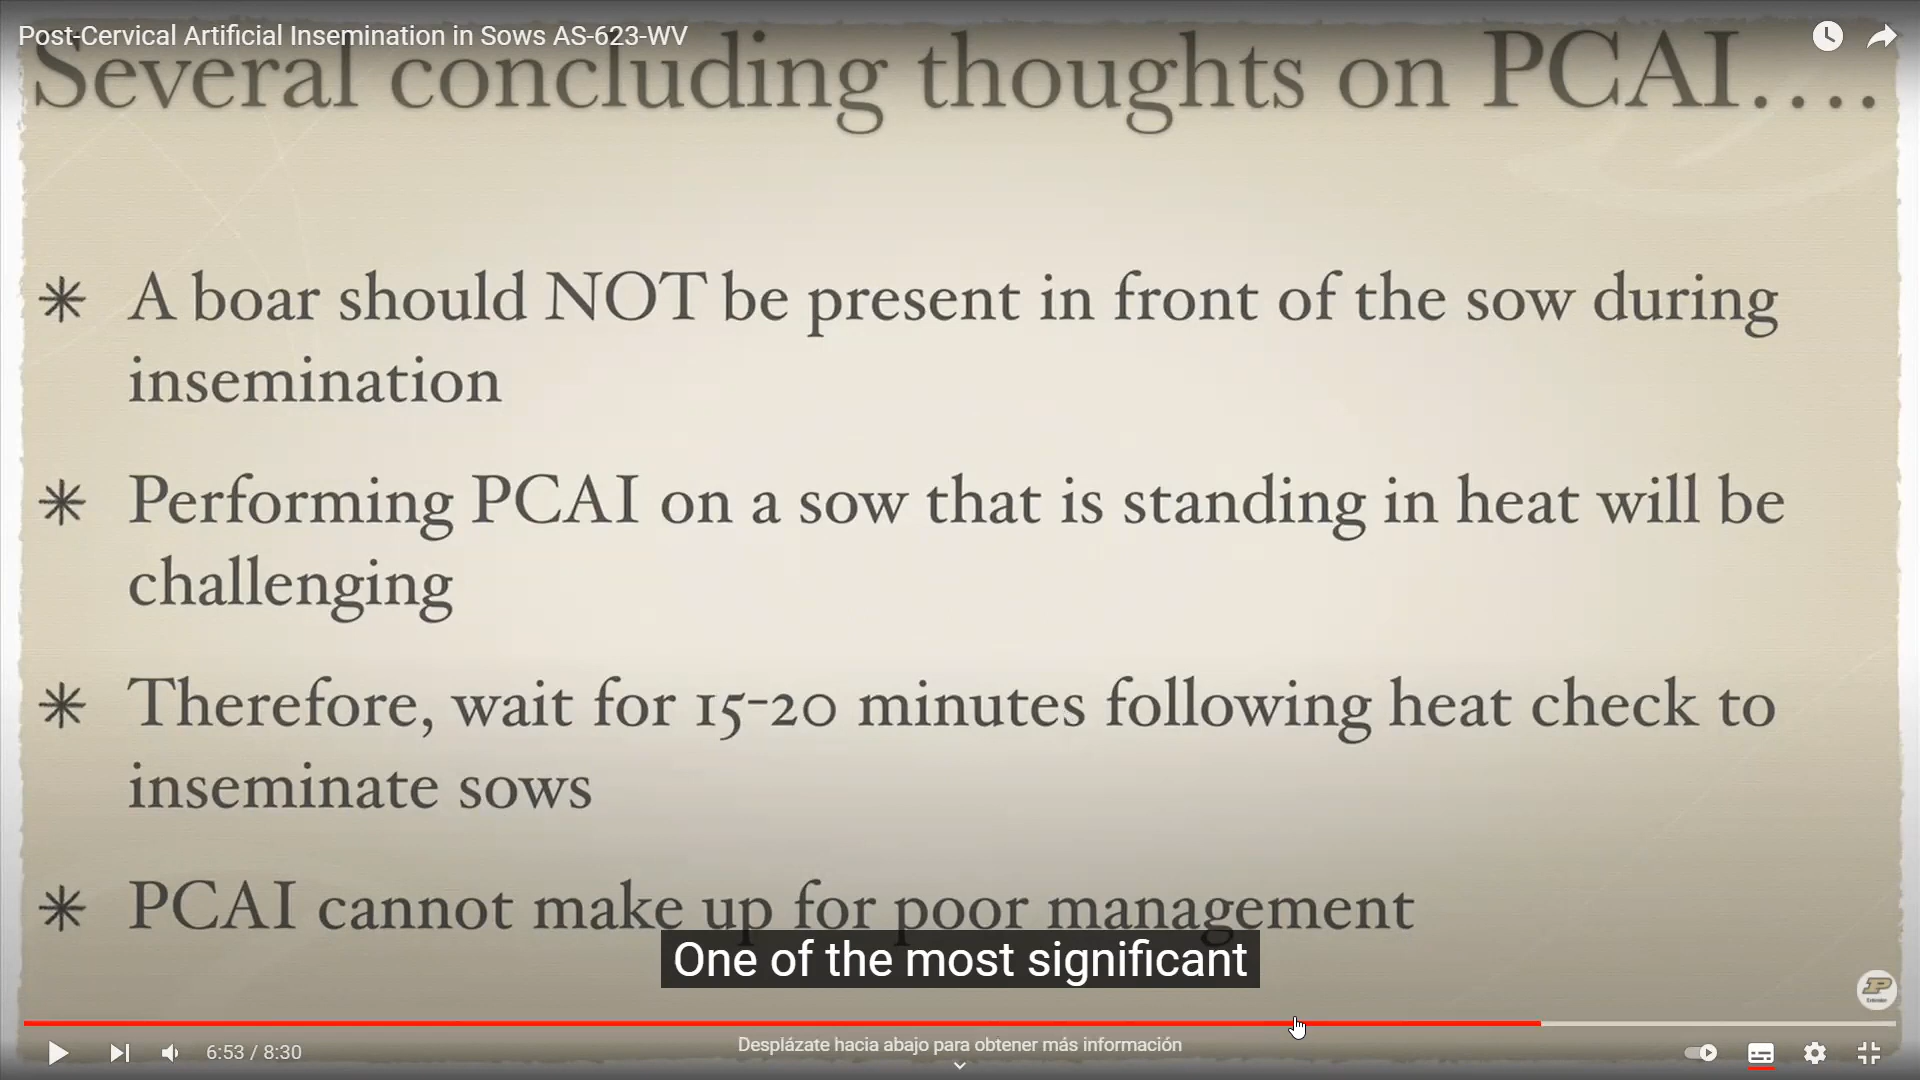 Post-Cervical Artificial Insemination in Sows AS-623-WV
Several concluding thoughts on PCAI....
A boar should NOT be present in front of the sow during
insemination
Performing PCAI on a sow that is standing in heat will be
challenging
Therefore, wait for 15-20 minutes following heat check to
inseminate sows
PCAI cannot make up for poor management
One of the most significant
P
Extension
6:53 / 8:30
Desplázate hacia abajo para obtener más información